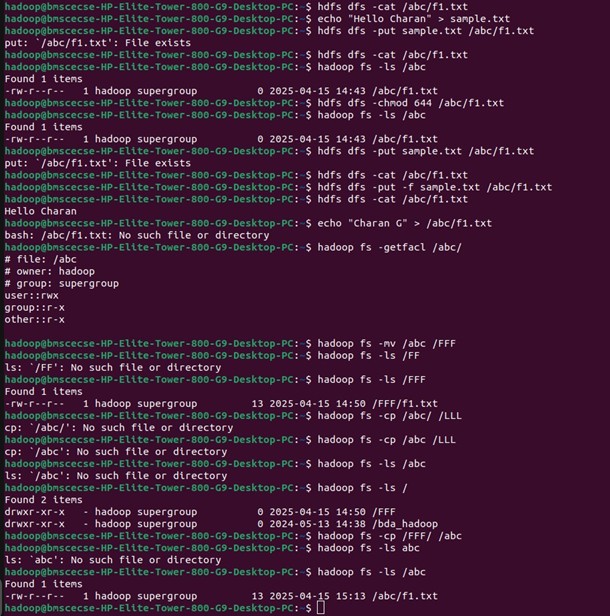 hadoop@bmscecse-HP-Elite-Tower-800-G9-Desktop-PC:~$ hdfs dfs -cat /abc/f1.txt
hadoop@bmscecse-HP-Elite-Tower-800-G9-Desktop-PC:~$ echo "Hello Charan" > sample.txt
hadoop@bmscecse-HP-Elite-Tower-800-G9-Desktop-PC:~$ hdfs dfs -put sample.txt /abc/f1.txt
put: `/abc/f1.txt': File exists
hadoop@bmscecse-HP-Elite-Tower-800-G9-Desktop-PC:~$ hdfs dfs -cat /abc/f1.txt
hadoop@bmscecse-HP-Elite-Tower-800-G9-Desktop-PC:~$ hadoop fs -ls /abc
Found 1 items
-rw-r--r--   1 hadoop supergroup          0 2025-04-15 14:43 /abc/f1.txt
hadoop@bmscecse-HP-Elite-Tower-800-G9-Desktop-PC:~$ hdfs dfs -chmod 644 /abc/f1.txt
hadoop@bmscecse-HP-Elite-Tower-800-G9-Desktop-PC:~$ hadoop fs -ls /abc
Found 1 items
-rw-r--r--   1 hadoop supergroup          0 2025-04-15 14:43 /abc/f1.txt
hadoop@bmscecse-HP-Elite-Tower-800-G9-Desktop-PC:~$ hdfs dfs -put sample.txt /abc/f1.txt
put: `/abc/f1.txt': File exists
hadoop@bmscecse-HP-Elite-Tower-800-G9-Desktop-PC:~$ hdfs dfs -cat /abc/f1.txt
hadoop@bmscecse-HP-Elite-Tower-800-G9-Desktop-PC:~$ hdfs dfs -put -f sample.txt /abc/f1.txt
hadoop@bmscecse-HP-Elite-Tower-800-G9-Desktop-PC:~$ hdfs dfs -cat /abc/f1.txt
Hello Charan
hadoop@bmscecse-HP-Elite-Tower-800-G9-Desktop-PC:~$ echo "Charan G" > /abc/f1.txt
bash: /abc/f1.txt: No such file or directory
hadoop@bmscecse-HP-Elite-Tower-800-G9-Desktop-PC:~$ hadoop fs -getfacl /abc/
# file: /abc
# owner: hadoop
# group: supergroup
user::rwx
group::r-x
other::r-x
hadoop@bmscecse-HP-Elite-Tower-800-G9-Desktop-PC:~$ hadoop fs -mv /abc /FFF
hadoop@bmscecse-HP-Elite-Tower-800-G9-Desktop-PC:~$ hadoop fs -ls /FF
ls: `/FF': No such file or directory
hadoop@bmscecse-HP-Elite-Tower-800-G9-Desktop-PC:~$ hadoop fs -ls /FFF
Found 1 items
-rw-r--r--   1 hadoop supergroup         13 2025-04-15 14:50 /FFF/f1.txt
hadoop@bmscecse-HP-Elite-Tower-800-G9-Desktop-PC:~$ hadoop fs -cp /abc/ /LLL
cp: `/abc/': No such file or directory
hadoop@bmscecse-HP-Elite-Tower-800-G9-Desktop-PC:~$ hadoop fs -cp /abc /LLL
cp: `/abc': No such file or directory
hadoop@bmscecse-HP-Elite-Tower-800-G9-Desktop-PC:~$ hadoop fs -ls /abc
ls: `/abc': No such file or directory
hadoop@bmscecse-HP-Elite-Tower-800-G9-Desktop-PC:~$ hadoop fs -ls /
Found 2 items
drwxr-xr-x   - hadoop supergroup          0 2025-04-15 14:50 /FFF
drwxr-xr-x   - hadoop supergroup          0 2024-05-13 14:38 /bda_hadoop
hadoop@bmscecse-HP-Elite-Tower-800-G9-Desktop-PC:~$ hadoop fs -cp /FFF/ /abc
hadoop@bmscecse-HP-Elite-Tower-800-G9-Desktop-PC:~$ hadoop fs -ls abc
ls: `abc': No such file or directory
hadoop@bmscecse-HP-Elite-Tower-800-G9-Desktop-PC:~$ hadoop fs -ls /abc
Found 1 items
-rw-r--r--   1 hadoop supergroup         13 2025-04-15 15:13 /abc/f1.txt
hadoop@bmscecse-HP-Elite-Tower-800-G9-Desktop-PC:~$